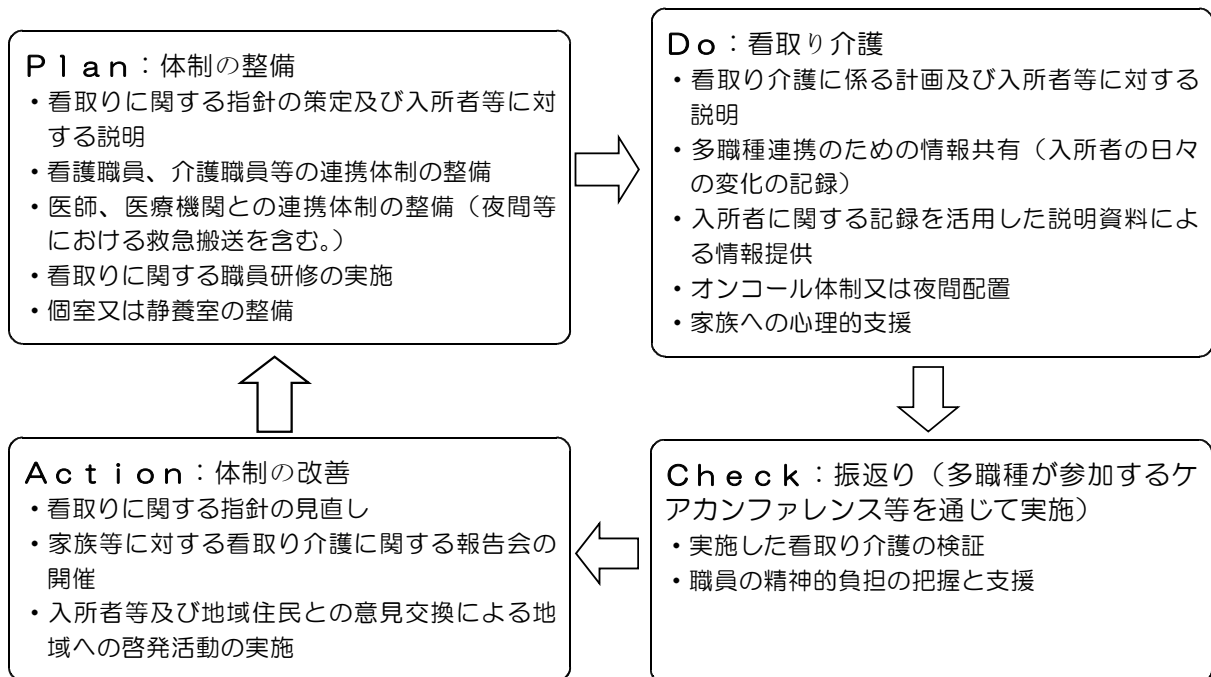 Ｐｌａｎ：体制の整備
・看取りに関する指針の策定及び入所者等に対
する説明
・看護職員、介護職員等の連携体制の整備
・医師、医療機関との連携体制の整備（夜間等
における救急搬送を含む。）
・看取りに関する職員研修の実施
・個室又は静養室の整備
Ｄｏ：看取り介護
・看取り介護に係る計画及び入所者等に対する
説明
・多職種連携のための情報共有（入所者の日々
の変化の記録）
・入所者に関する記録を活用した説明資料によ
る情報提供
・オンコール体制又は夜間配置
・家族への心理的支援
Ｃｈｅｃｋ：振返り（多職種が参加するケ
アカンファレンス等を通じて実施）
・実施した看取り介護の検証
・職員の精神的負担の把握と支援
Ａｃｔｉｏｎ：体制の改善
・看取りに関する指針の見直し
・家族等に対する看取り介護に関する報告会の
開催
・入所者等及び地域住民との意見交換による地
域への啓発活動の実施